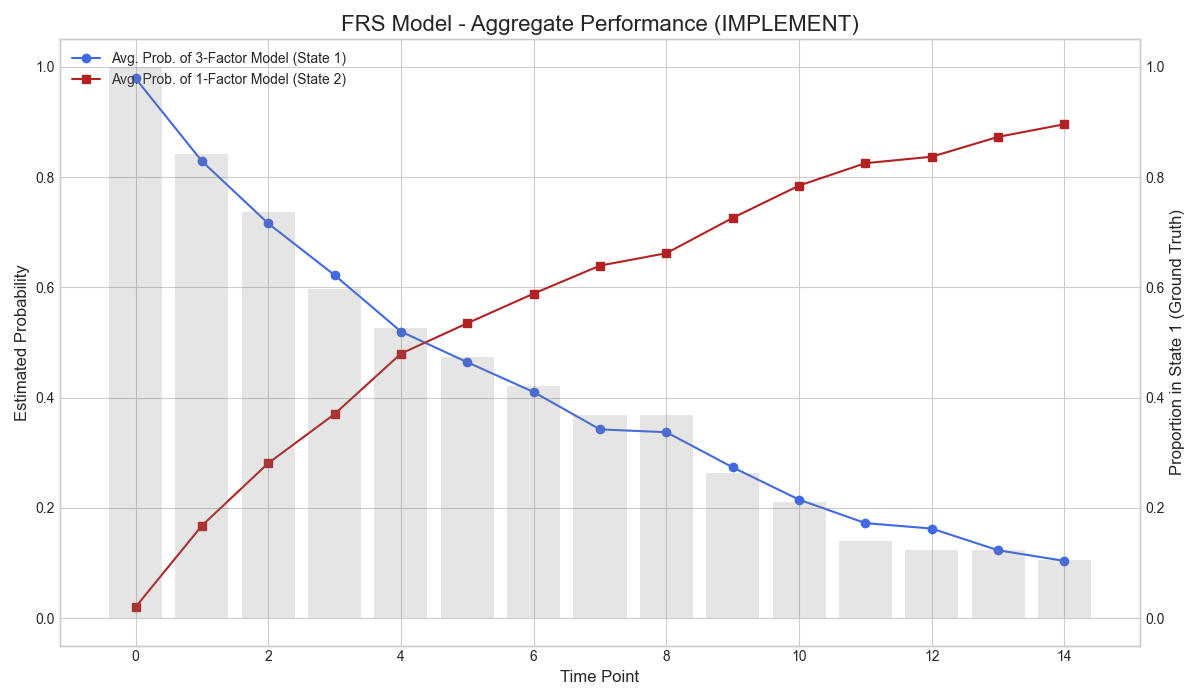 FRS Model - Aggregate Performance (IMPLEMENT)
Avg. Prob. of 3-Factor Model (State 1)
Avg. Prob. of 1-Factor Model (State 2)
Estimated Probability
1.0
0.8
0.6
0.4
0.2
0.0
1.0
0.8
0.6
0.4
0.2
0.0
Proportion in State 1 (Ground Truth)
0 2 4 6 8 10 12 14
Time Point